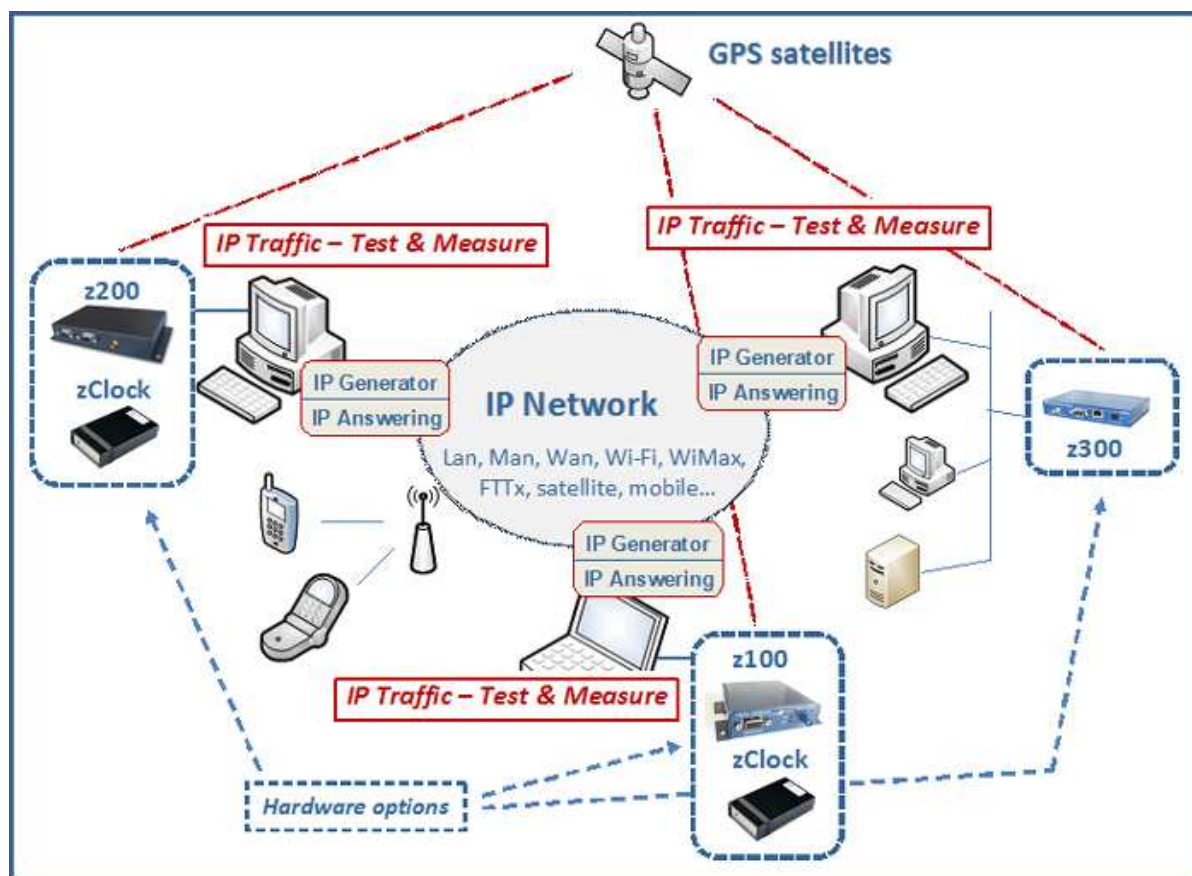 GPS satellites
IP Traffic – Test & Measure
IP Traffic – Test & Measure
z200
zClock
IP Generator
IP Answering
IP Network
Lan, Man, Wan, Wi-Fi, WiMax,
FTTx, satellite, mobile...
IP Generator
IP Answering
z300
IP Generator
IP Answering
IP Traffic – Test & Measure
z100
zClock
Hardware options